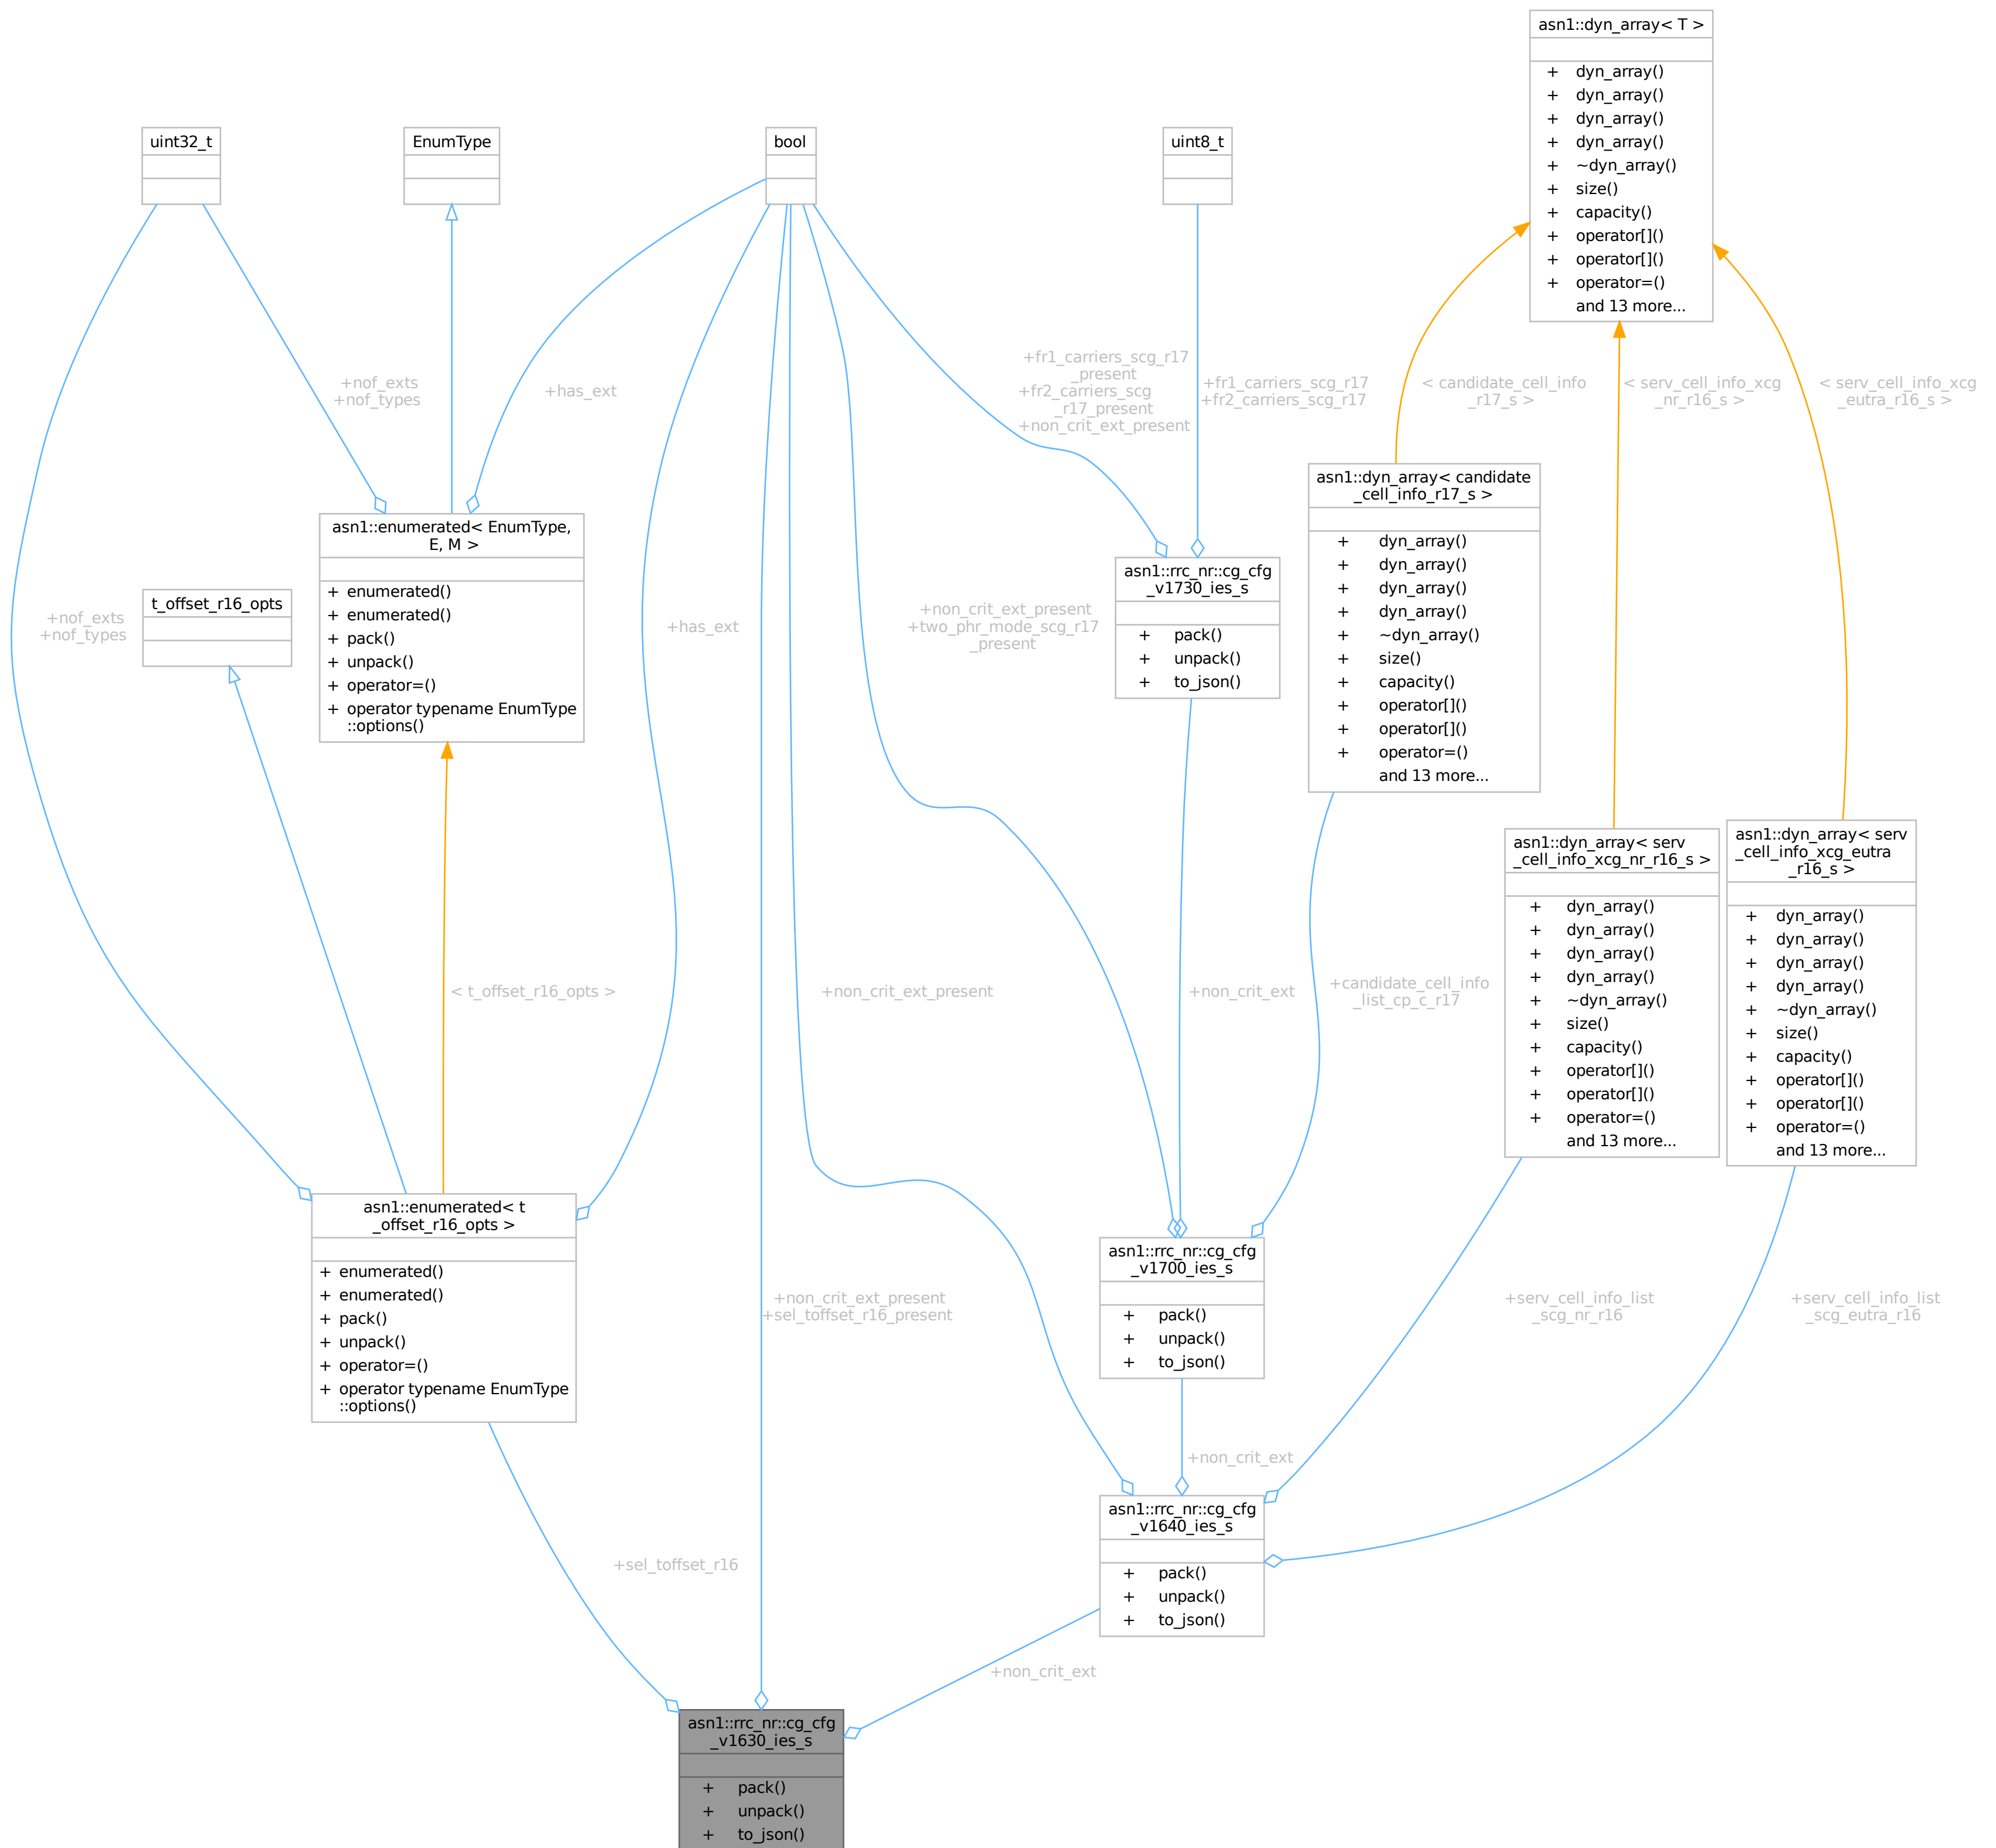 asn1::dyn_array< T >
+ dyn_array()
+ dyn_array()
+ dyn_array()
+ dyn_array()
+ ~dyn_array()
+ size()
+ capacity()
+ operator[]()
+ operator[]()
+ operator=()
and 13 more...
uint32_t
EnumType
bool
uint8_t
+nof_exts
+nof_types
+has_ext
+fr1_carriers_scg_r17
_present
+fr2_carriers_scg
_r17_present
+non_crit_ext_present
+fr1_carriers_scg_r17
+fr2_carriers_scg_r17
< candidate_cell_info
_r17_s >
< serv_cell_info_xcg
_nr_r16_s >
< serv_cell_info_xcg
_eutra_r16_s >
asn1::enumerated< EnumType,
E, M >
+ enumerated()
+ enumerated()
+ pack()
+ unpack()
+ operator=()
+ operator typename EnumType
::options()
asn1::rrc_nr::cg_cfg
_v1730_ies_s
+ pack()
+ unpack()
+ to_json()
asn1::dyn_array< candidate
_cell_info_r17_s >
+ dyn_array()
+ dyn_array()
+ dyn_array()
+ dyn_array()
+ ~dyn_array()
+ size()
+ capacity()
+ operator[]()
+ operator[]()
+ operator=()
and 13 more...
+nof_exts
+nof_types
t_offset_r16_opts
+has_ext
+non_crit_ext_present
+two_phr_mode_scg_r17
_present
asn1::dyn_array< serv
_cell_info_xcg_nr_r16_s >
+ dyn_array()
+ dyn_array()
+ dyn_array()
+ dyn_array()
+ ~dyn_array()
+ size()
+ capacity()
+ operator[]()
+ operator[]()
+ operator=()
and 13 more...
asn1::dyn_array< serv
_cell_info_xcg_eutra
_r16_s >
+ dyn_array()
+ dyn_array()
+ dyn_array()
+ dyn_array()
+ ~dyn_array()
+ size()
+ capacity()
+ operator[]()
+ operator[]()
+ operator=()
and 13 more...
< t_offset_r16_opts >
+non_crit_ext_present
+non_crit_ext
+candidate_cell_info
_list_cp_c_r17
asn1::enumerated< t
_offset_r16_opts >
+ enumerated()
+ enumerated()
+ pack()
+ unpack()
+ operator=()
+ operator typename EnumType
::options()
+non_crit_ext_present
+sel_toffset_r16_present
asn1::rrc_nr::cg_cfg
_v1700_ies_s
+ pack()
+ unpack()
+ to_json()
+serv_cell_info_list
_scg_nr_r16
+serv_cell_info_list
_scg_eutra_r16
+non_crit_ext
+sel_toffset_r16
asn1::rrc_nr::cg_cfg
_v1640_ies_s
+ pack()
+ unpack()
+ to_json()
+non_crit_ext
asn1::rrc_nr::cg_cfg
_v1630_ies_s
+ pack()
+ unpack()
+ to_json()